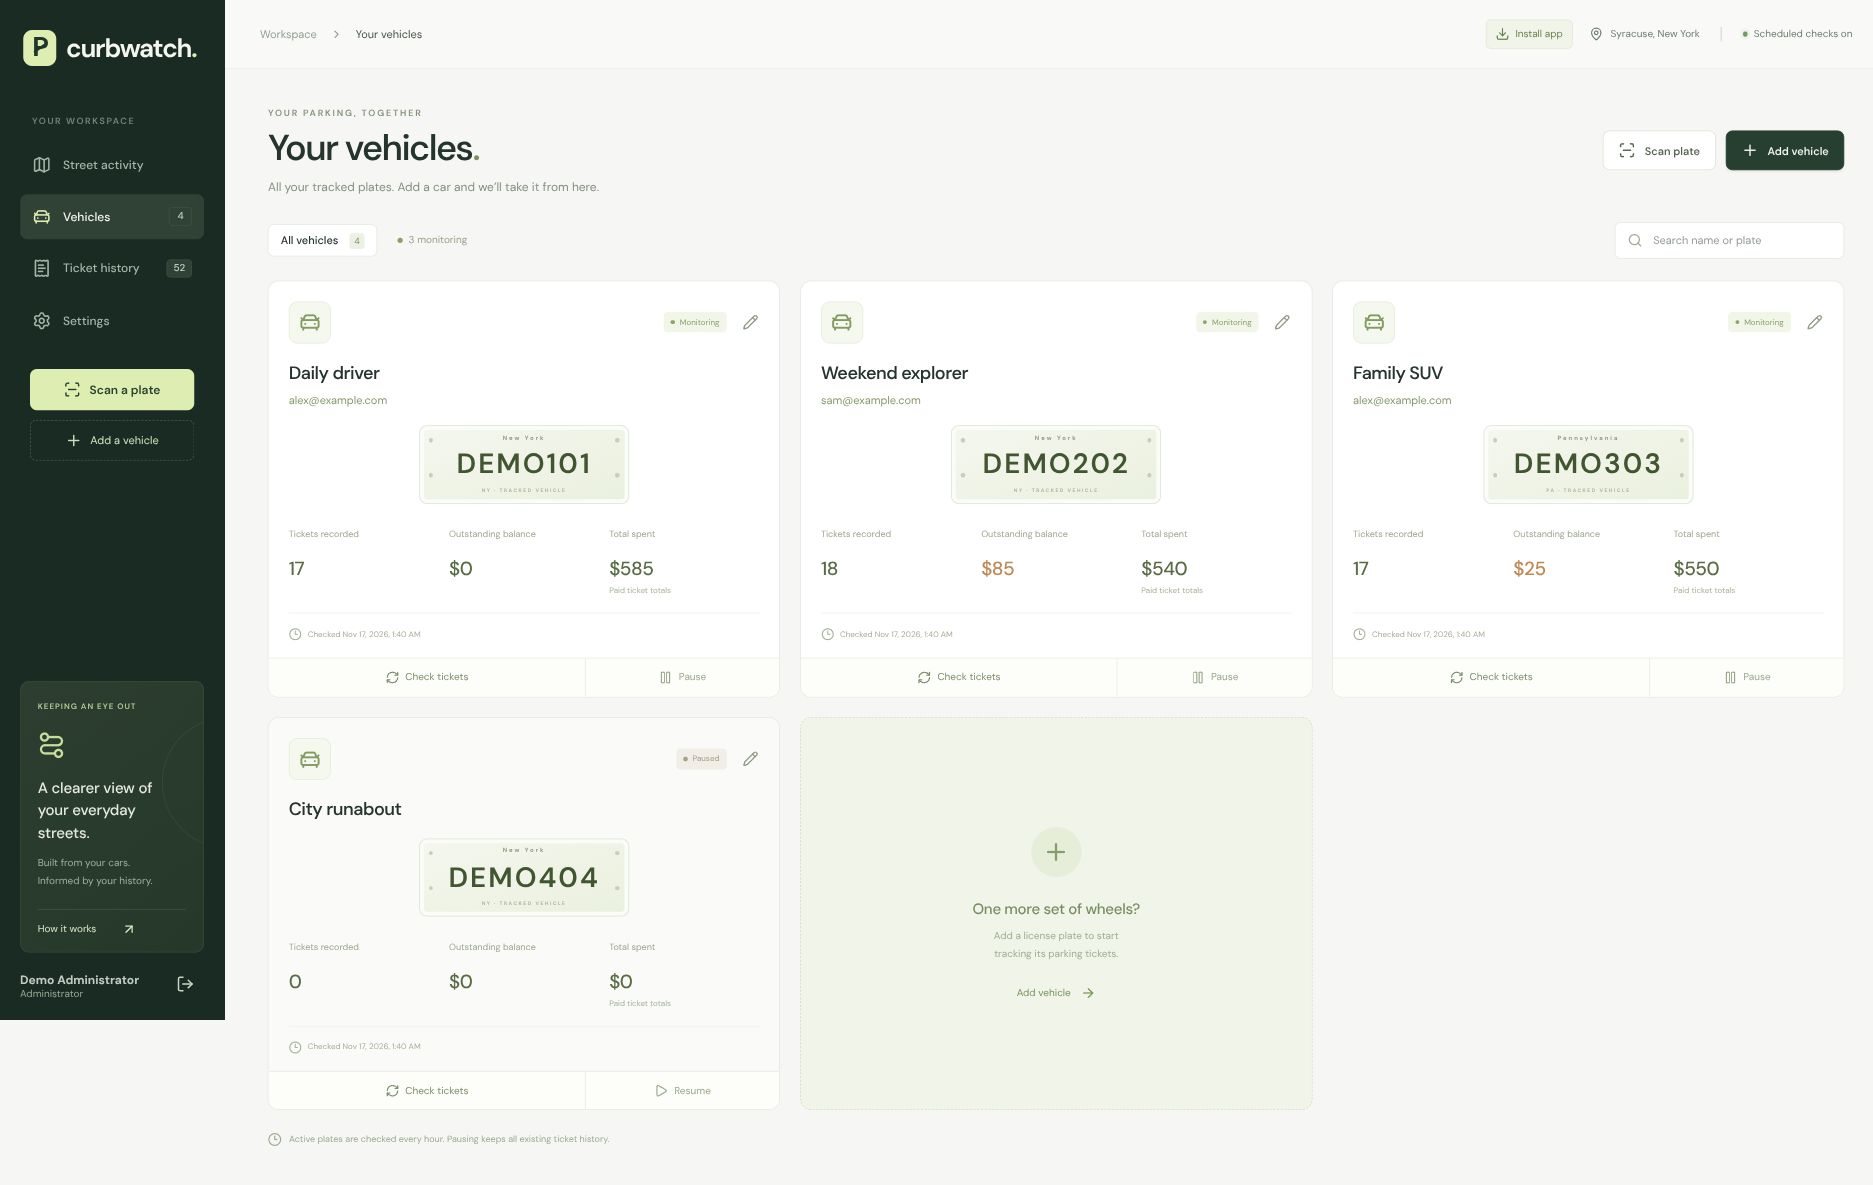 P curbwatch.
YOUR WORKSPACE
Street activity
Vehicles 4
Ticket history 52
Settings
Scan a plate
Add a vehicle
KEEPING AN EYE OUT
A clearer view of
your everyday
streets.
Built from your cars.
Informed by your history.
How it works
Demo Administrator
Administrator
Workspace Your vehicles
Install app Syracuse, New York Scheduled checks on
YOUR PARKING, TOGETHER
Your vehicles.
All your tracked plates. Add a car and we'll take it from here.
Scan plate Add vehicle
All vehicles 4 3 monitoring
Search name or plate
Monitoring
Daily driver
alex@example.com
New York
DEMO101
NY · TRACKED VEHICLE
Tickets recorded Outstanding balance Total spent
17 $0 $585
Paid ticket totals
Checked Nov 17, 2026, 1:40 AM
Check tickets Pause
Monitoring
Weekend explorer
sam@example.com
New York
DEMO202
NY · TRACKED VEHICLE
Tickets recorded Outstanding balance Total spent
18 $85 $540
Paid ticket totals
Checked Nov 17, 2026, 1:40 AM
Check tickets Pause
Monitoring
Family SUV
alex@example.com
Pennsylvania
DEMO303
PA · TRACKED VEHICLE
Tickets recorded Outstanding balance Total spent
17 $25 $550
Paid ticket totals
Checked Nov 17, 2026, 1:40 AM
Check tickets Pause
Paused
City runabout
New York
DEMO404
NY · TRACKED VEHICLE
Tickets recorded Outstanding balance Total spent
0 $0 $0
Paid ticket totals
Checked Nov 17, 2026, 1:40 AM
Check tickets Resume
One more set of wheels?
Add a license plate to start
tracking its parking tickets.
Add vehicle
Active plates are checked every hour. Pausing keeps all existing ticket history.